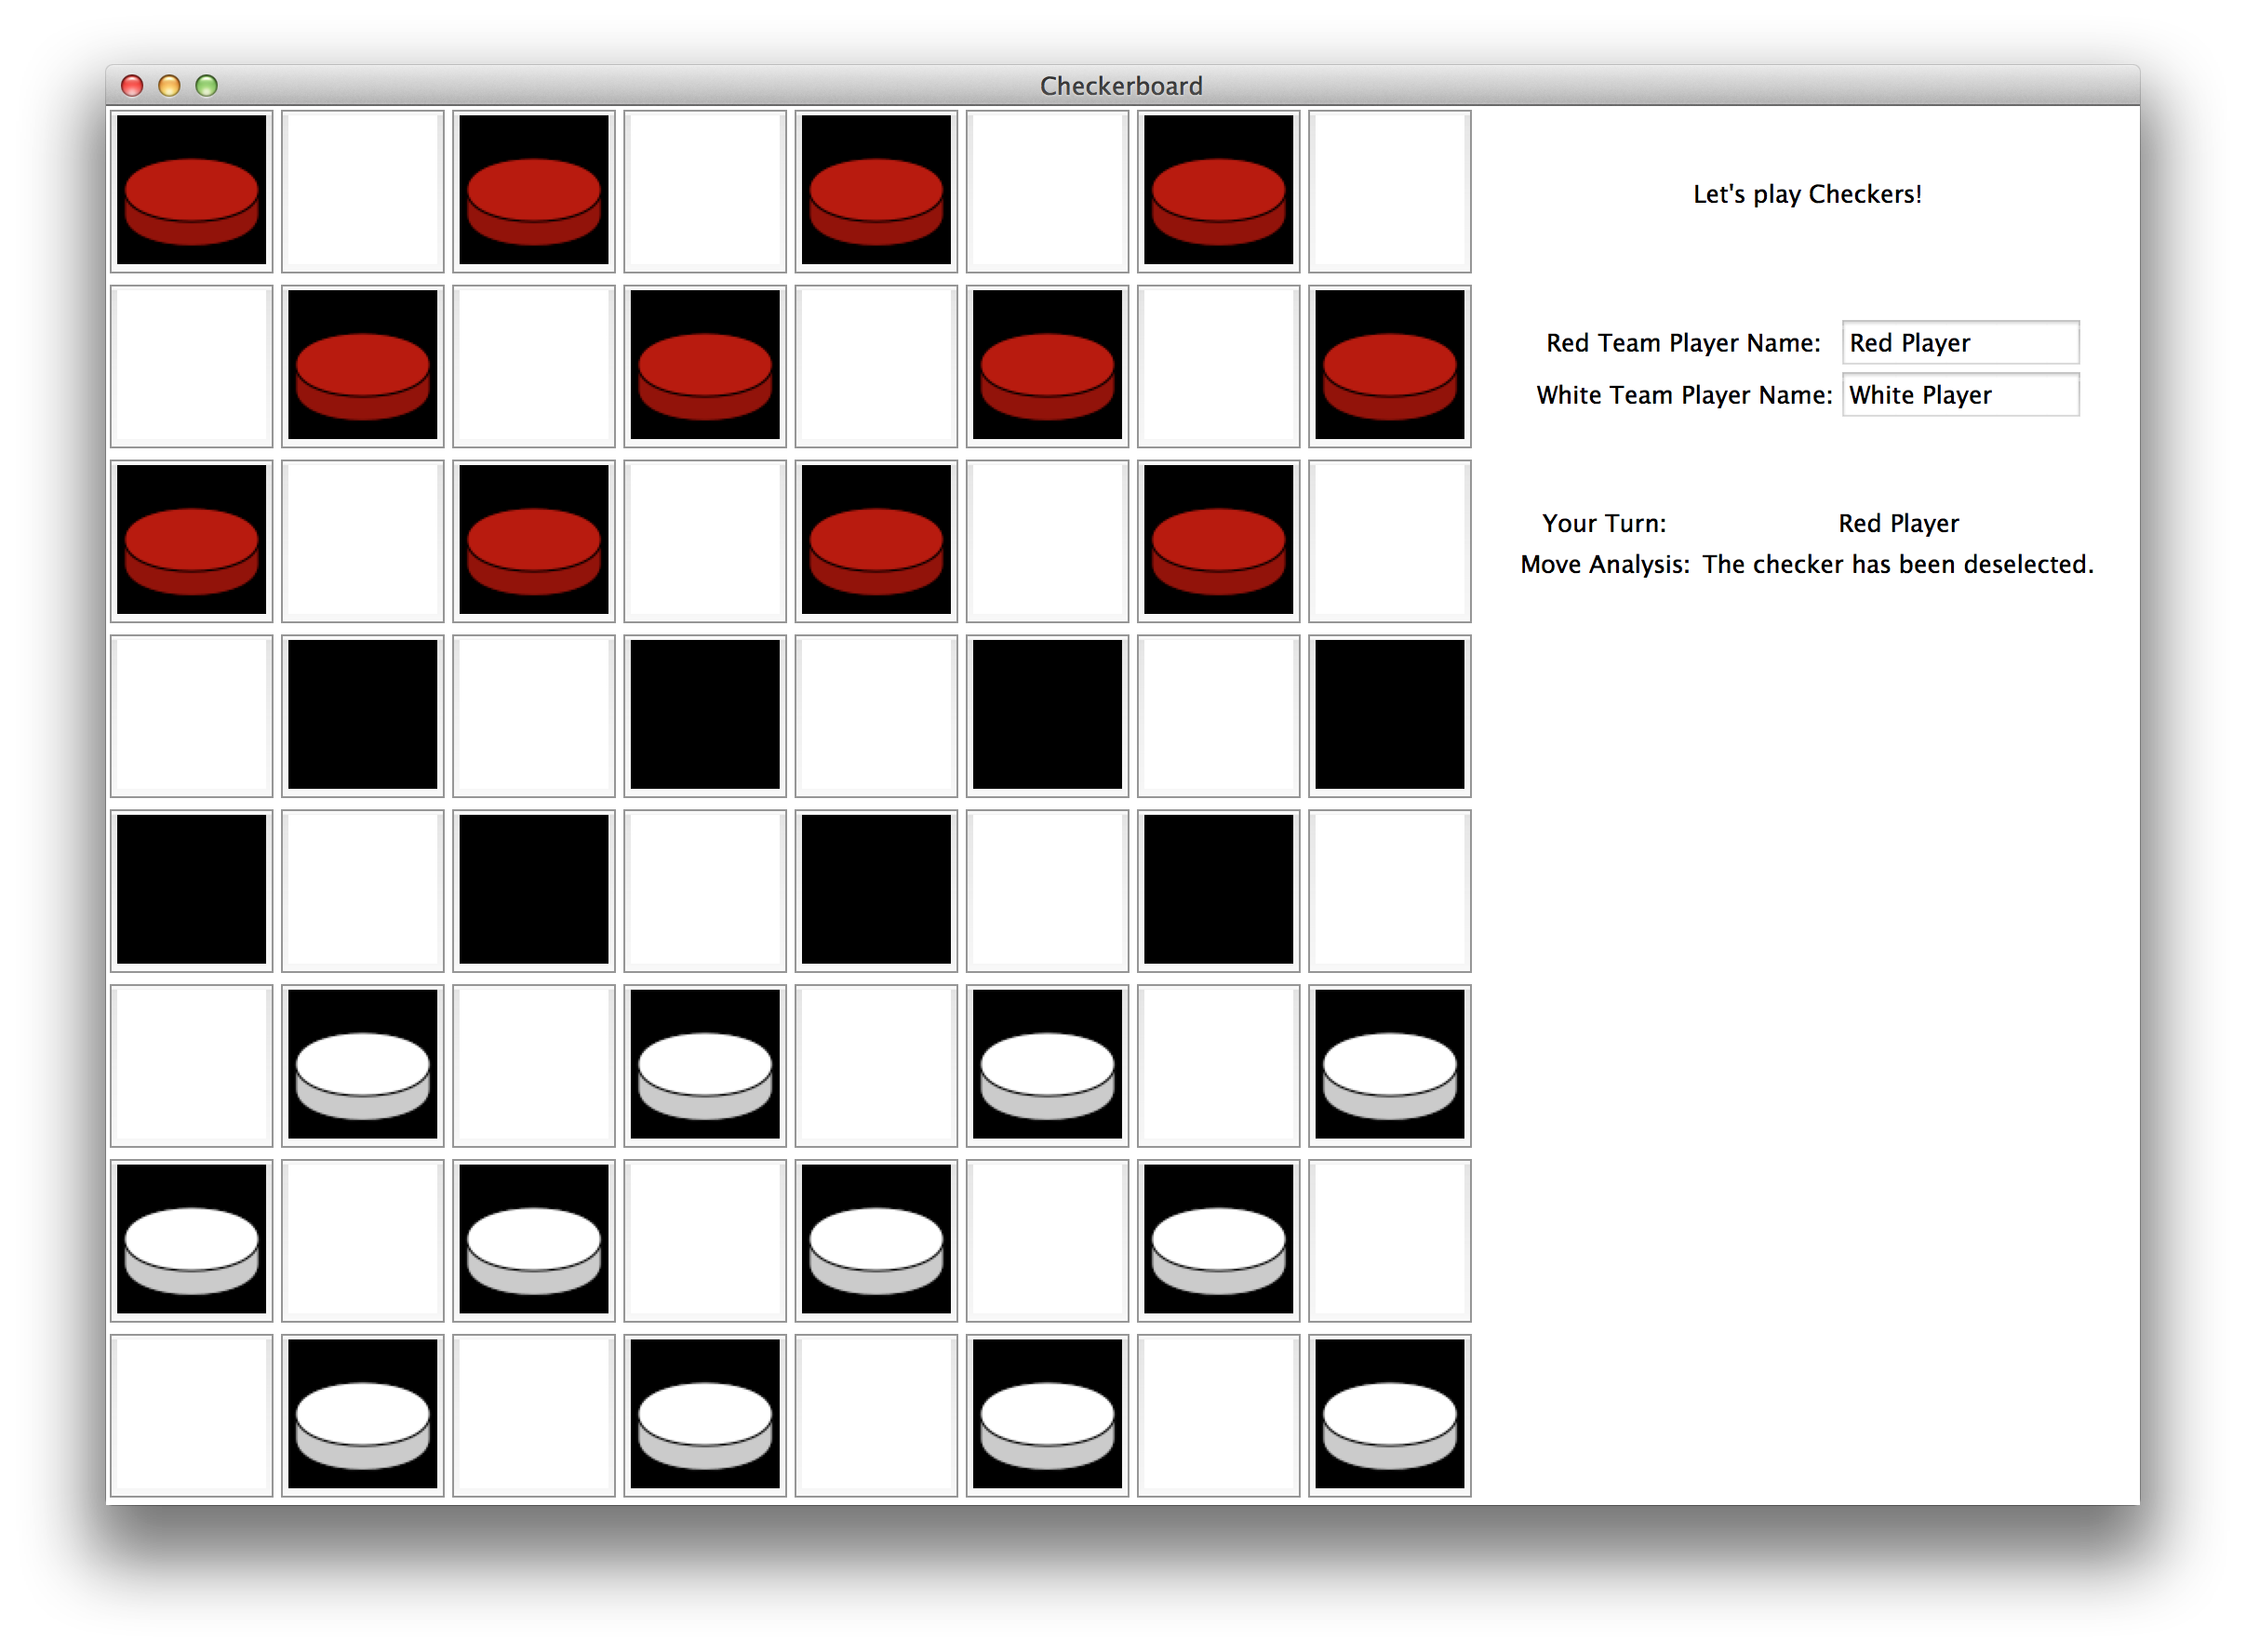 Checkerboard
Let's play Checkers!
Red Team Player Name: Red Player
White Team Player Name: White Player
Your Turn: Red Player
Move Analysis: The checker has been deselected.